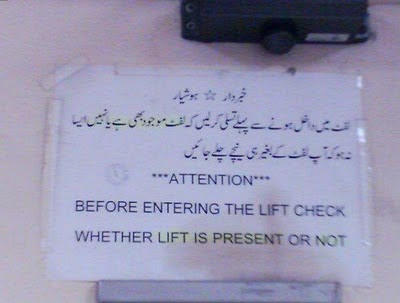 خبردار ☆ ہوشیار
لفٹ میں داخل ہونے سے پہلے تسلی کرلیں کہ لفٹ موجود بھی ہے یا نہیں ایسا
نہ ہو کہ آپ لفٹ کے بغیر ہی نیچے چلے جائیں
***ATTENTION***
BEFORE ENTERING THE LIFT CHECK
WHETHER LIFT IS PRESENT OR NOT